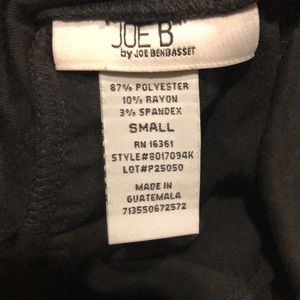 JOE B
by JOE BENBASSET
87% POLYESTER
10% RAYON
3% SPANDEX
SMALL
RN 16361
STYLE#8017094K
LOT#P25050
MADE IN
GUATEMALA
713550672572